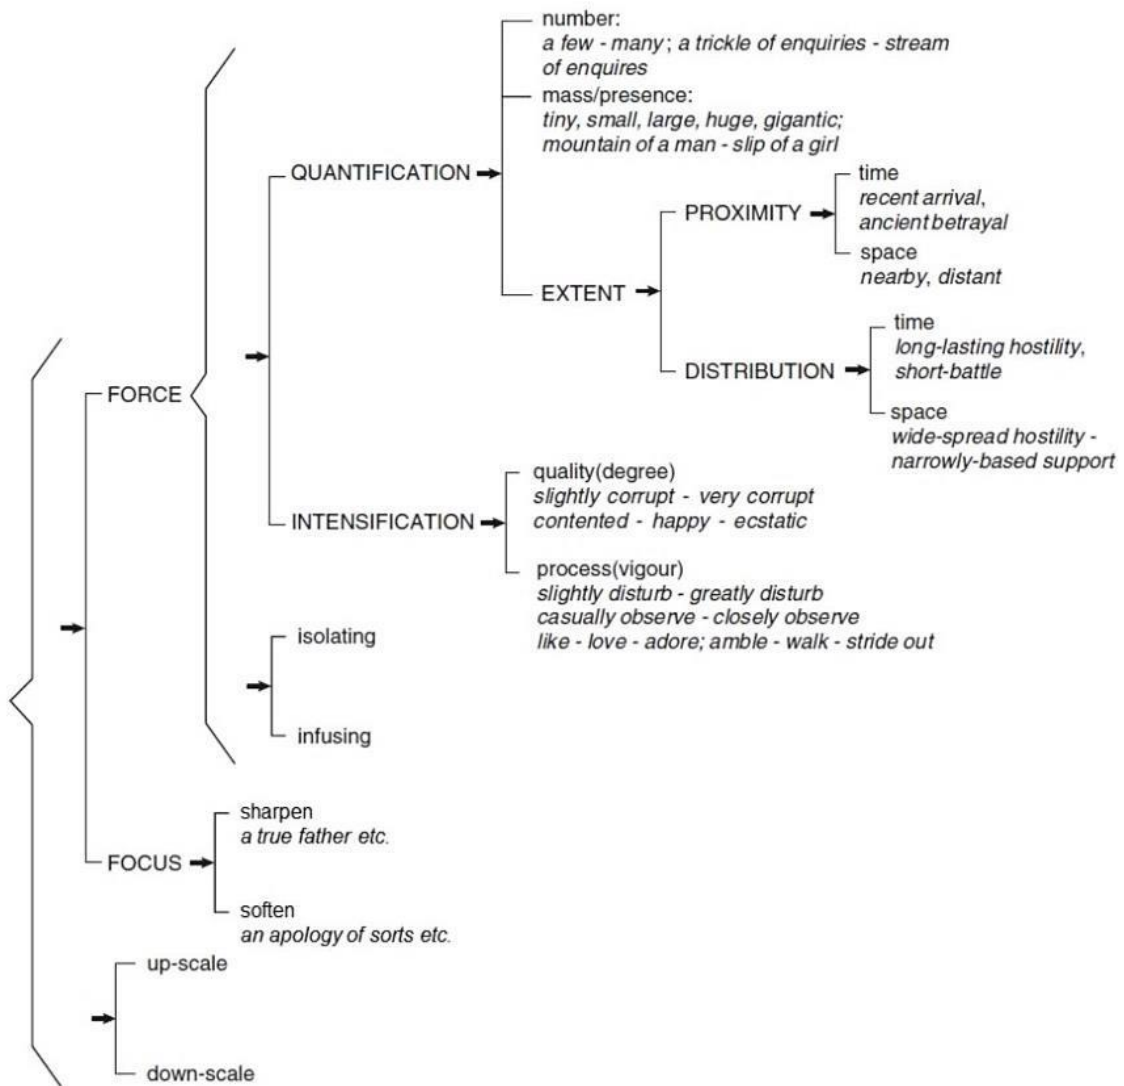 number:
a few - many; a trickle of enquiries - stream
of enquires
mass/presence:
tiny, small, large, huge, gigantic;
mountain of a man - slip of a girl
QUANTIFICATION
time
recent arrival,
ancient betrayal
PROXIMITY
space
nearby, distant
EXTENT
time
long-lasting hostility,
short-battle
DISTRIBUTION
space
wide-spread hostility -
narrowly-based support
FORCE
quality(degree)
slightly corrupt - very corrupt
contented - happy - ecstatic
INTENSIFICATION
process(vigour)
slightly disturb - greatly disturb
casually observe - closely observe
like - love - adore; amble - walk - stride out
isolating
infusing
sharpen
a true father etc.
FOCUS
soften
an apology of sorts etc.
up-scale
down-scale